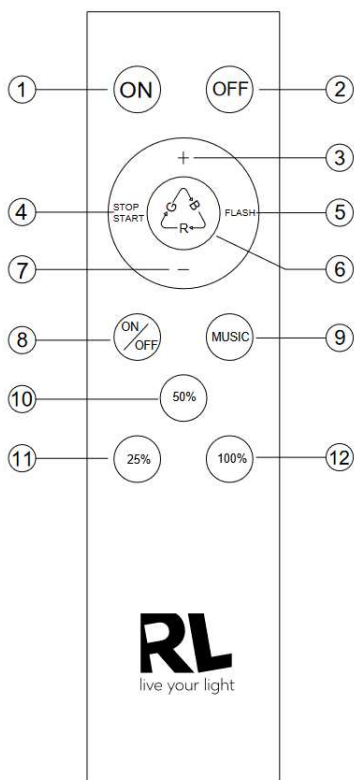 1
ON
OFF
2
+
3
4
STOP
START
G
B
R
FLASH
5
6
7
−
8
ON
OFF
MUSIC
9
10
50%
11
25%
100%
12
RL
live your light